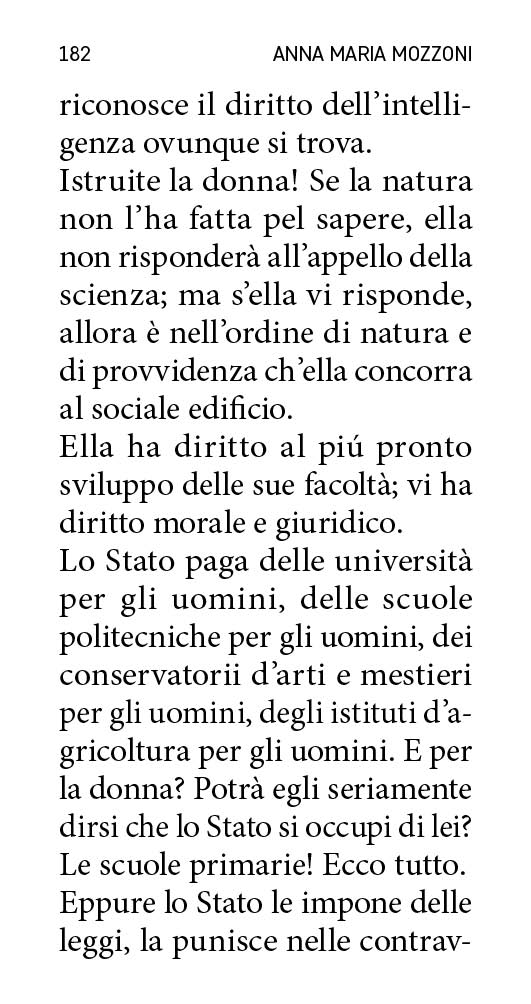 182 ANNA MARIA MOZZONI
riconosce il diritto dell’intelli-
genza ovunque si trova.
Istruite la donna! Se la natura
non l’ha fatta pel sapere, ella
non risponderà all’appello della
scienza; ma s’ella vi risponde,
allora è nell’ordine di natura e
di provvidenza ch’ella concorra
al sociale edificio.
Ella ha diritto al piú pronto
sviluppo delle sue facoltà; vi ha
diritto morale e giuridico.
Lo Stato paga delle università
per gli uomini, delle scuole
politecniche per gli uomini, dei
conservatorii d’arti e mestieri
per gli uomini, degli istituti d’a-
gricoltura per gli uomini. E per
la donna? Potrà egli seriamente
dirsi che lo Stato si occupi di lei?
Le scuole primarie! Ecco tutto.
Eppure lo Stato le impone delle
leggi, la punisce nelle contrav-